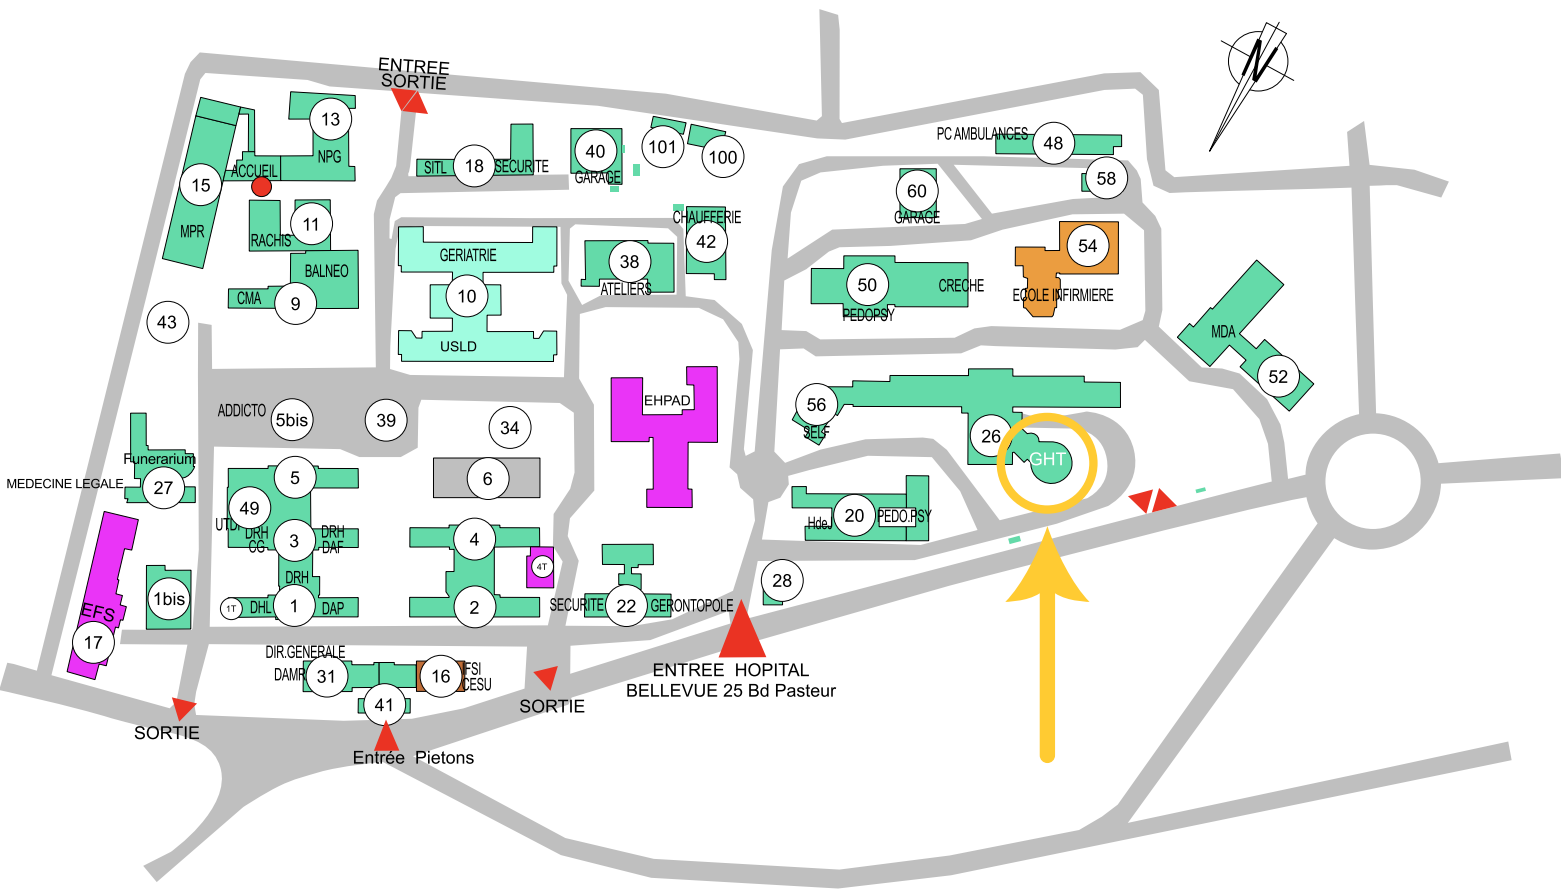 ENTREE
SORTIE
N
13
NPG
ACCUEIL
15
MPR
11
RACHIS
BALNEO
CMA
9
43
SITL
18
SECURITE
40
GARAGE
101
100
PC AMBULANCES
48
58
60
GARAGE
CHAUFFERIE
42
GERIATRIE
10
USLD
38
ATELIERS
50
CRECHE
PEDOPSY
54
ECOLE INFIRMIERE
MDA
52
ADDICTO
5bis
39
34
EHPAD
56
SELF
26
GHT
Funerarium
MEDECINE LEGALE
27
5
49
UTDT
DRH
CG
3
DRH
DAF
DRH
6
4
4T
20
HdeJ
PEDO.PSY
EFS
17
1bis
1T
DHL
1
DAP
2
SECURITE
22
GERONTOPOLE
28
DIR.GENERALE
DAMR
31
16
IFSI
CESU
41
SORTIE
Entrée Pietons
SORTIE
ENTREE HOPITAL
BELLEVUE 25 Bd Pasteur